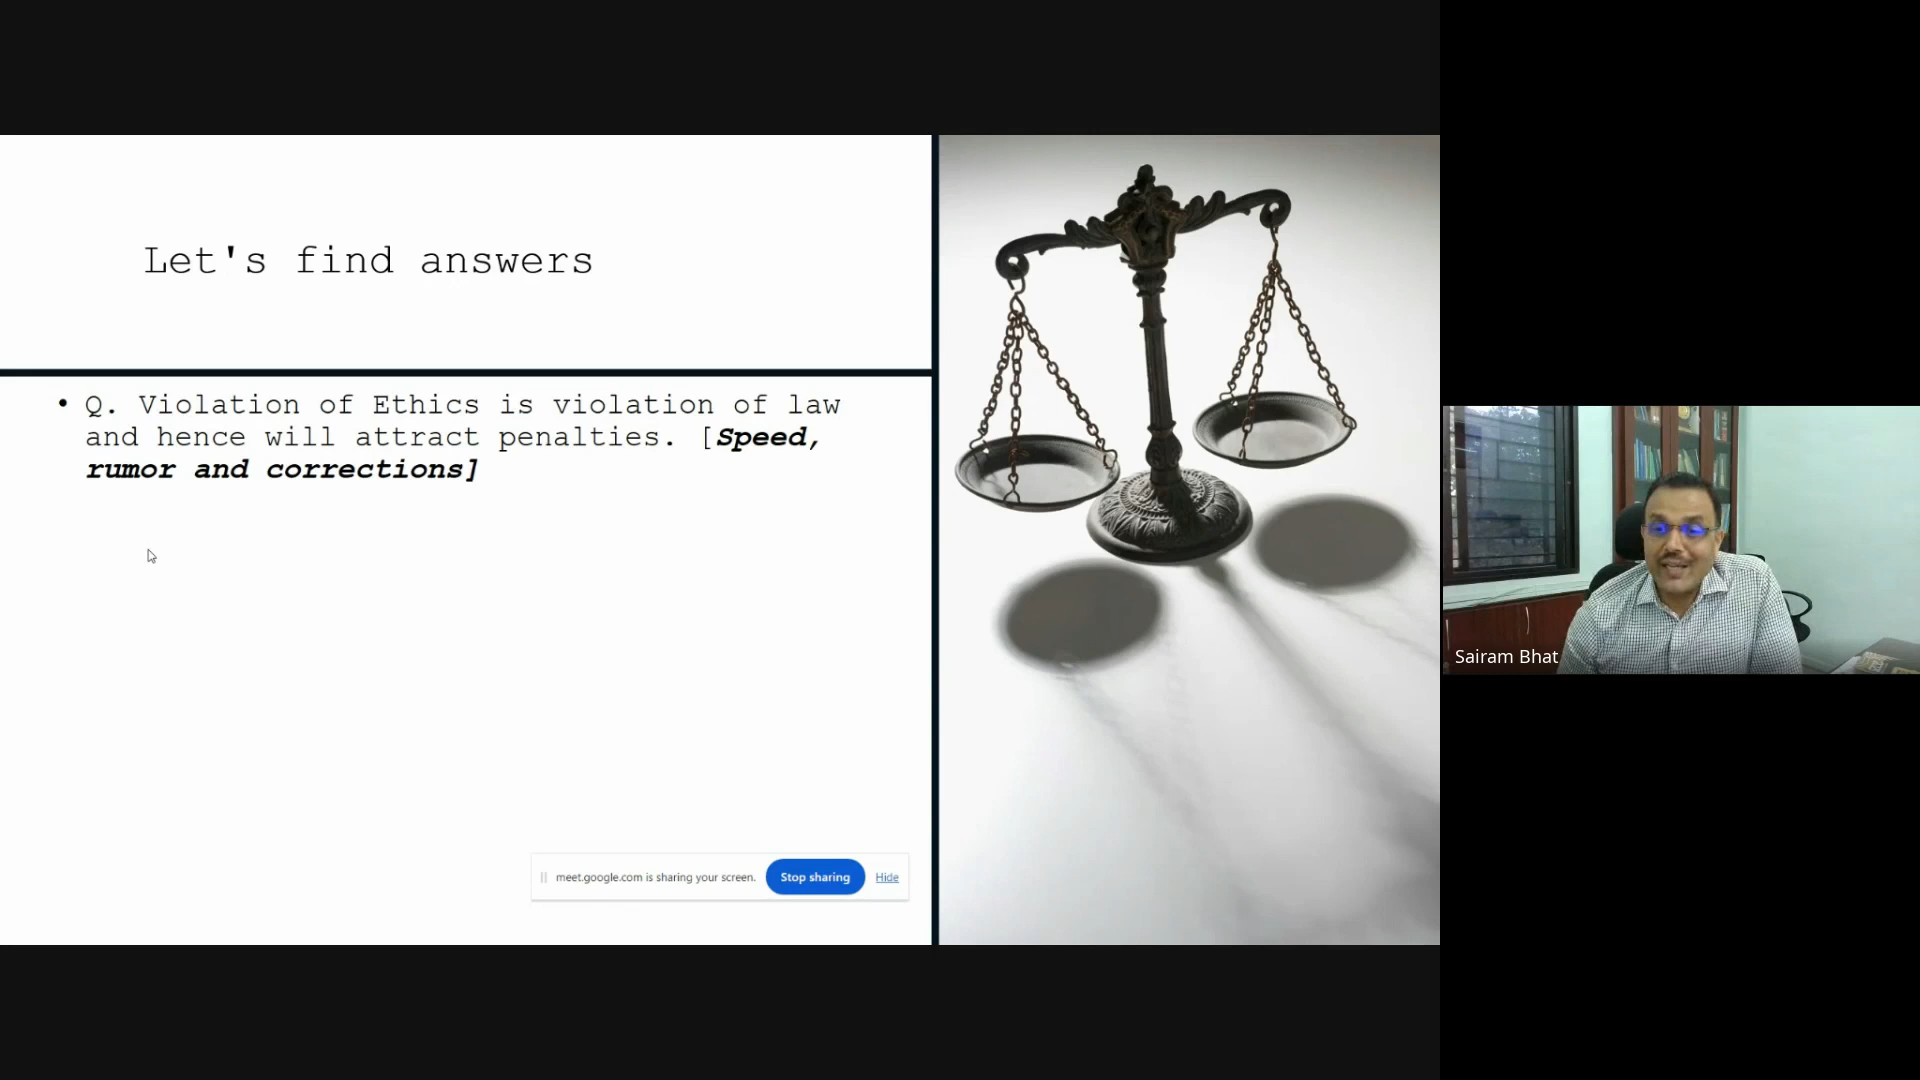 Let's find answers
• Q. Violation of Ethics is violation of law
and hence will attract penalties. [Speed,
rumor and corrections]
meet.google.com is sharing your screen. Stop sharing Hide
Sairam Bhat